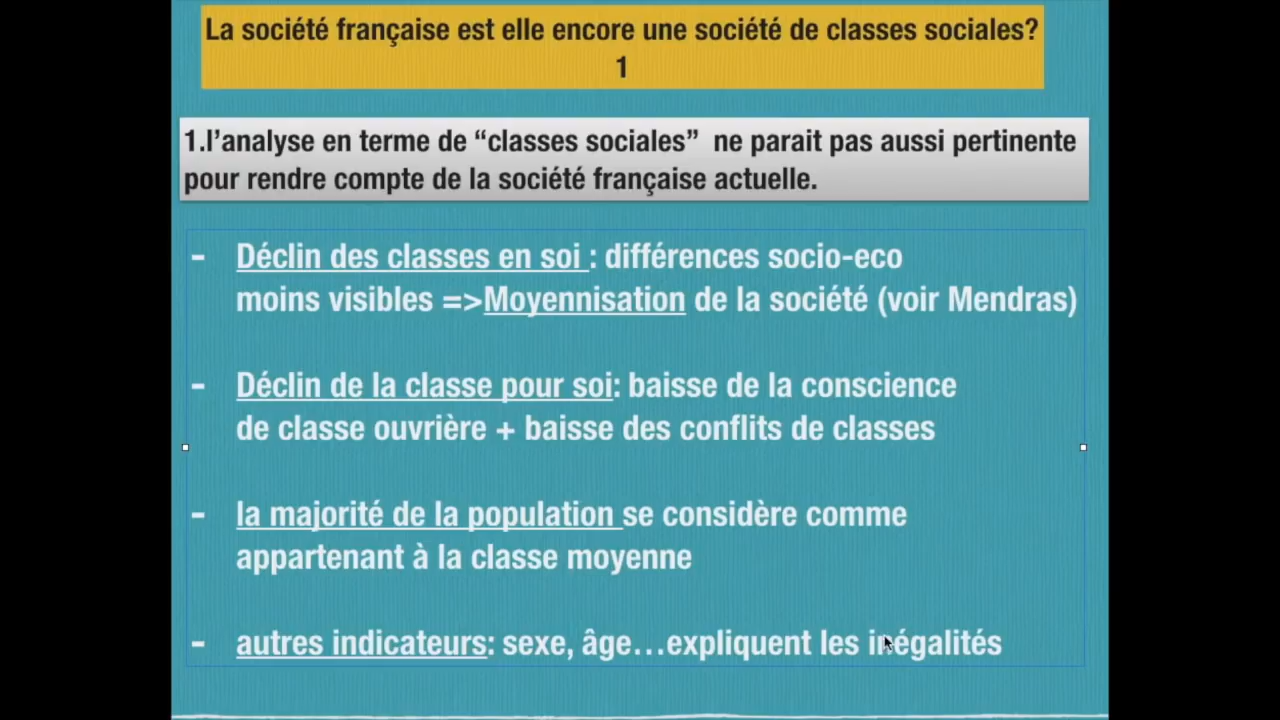 La société française est elle encore une société de classes sociales?
1
1.l’analyse en terme de “classes sociales” ne parait pas aussi pertinente
pour rendre compte de la société française actuelle.
- Déclin des classes en soi : différences socio-eco
moins visibles =>Moyennisation de la société (voir Mendras)
- Déclin de la classe pour soi: baisse de la conscience
de classe ouvrière + baisse des conflits de classes
- la majorité de la population se considère comme
appartenant à la classe moyenne
- autres indicateurs: sexe, âge…expliquent les inégalités